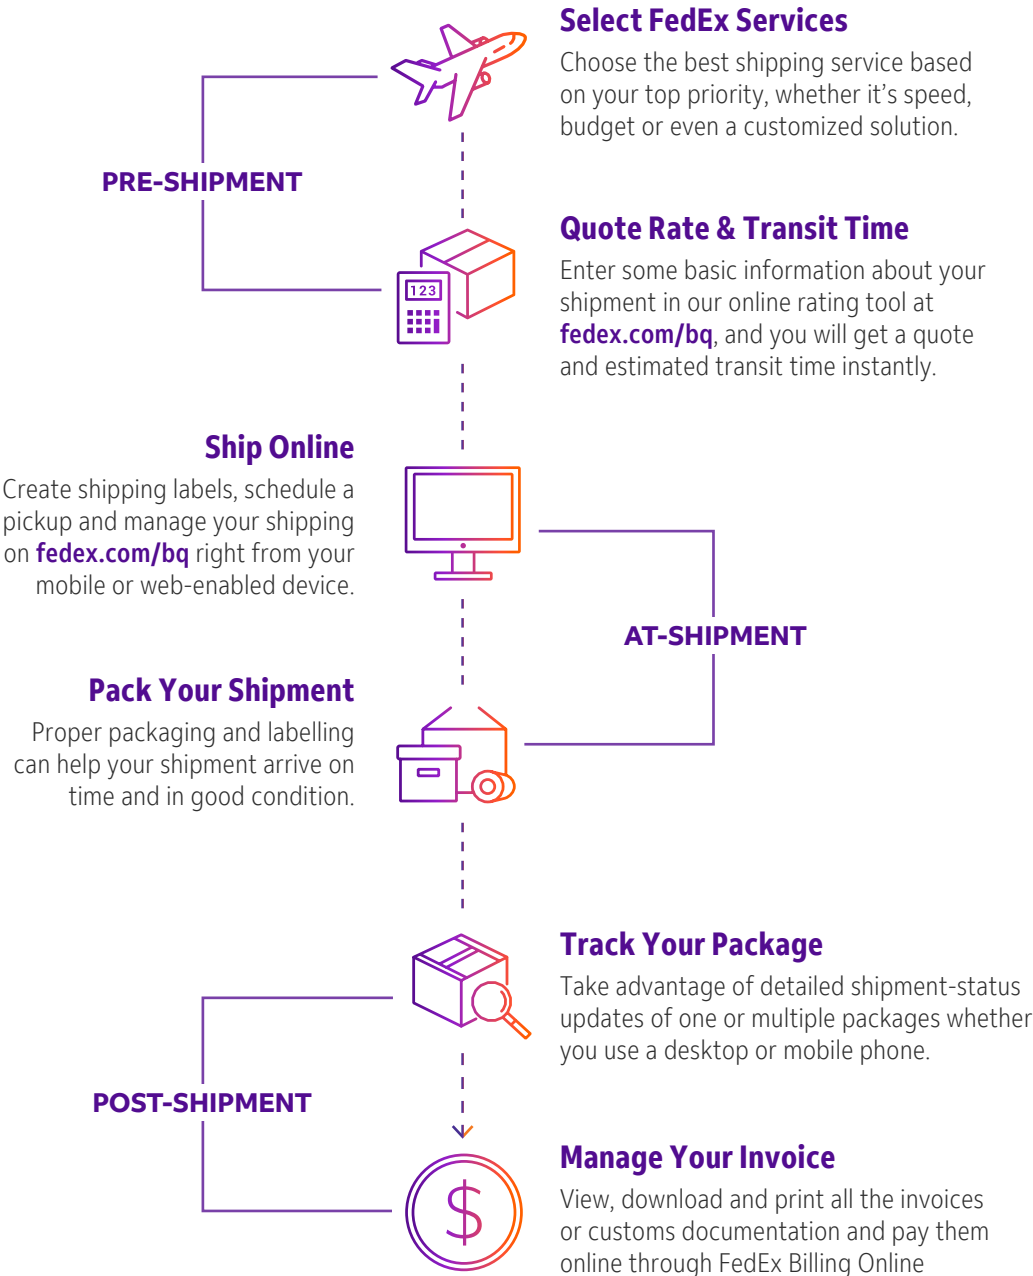 Select FedEx Services
Choose the best shipping service based
on your top priority, whether it’s speed,
budget or even a customized solution.
PRE-SHIPMENT
Quote Rate & Transit Time
Enter some basic information about your
shipment in our online rating tool at
fedex.com/bq, and you will get a quote
and estimated transit time instantly.
123
Ship Online
Create shipping labels, schedule a
pickup and manage your shipping
on fedex.com/bq right from your
mobile or web-enabled device.
AT-SHIPMENT
Pack Your Shipment
Proper packaging and labelling
can help your shipment arrive on
time and in good condition.
Track Your Package
Take advantage of detailed shipment-status
updates of one or multiple packages whether
you use a desktop or mobile phone.
POST-SHIPMENT
Manage Your Invoice
View, download and print all the invoices
or customs documentation and pay them
online through FedEx Billing Online
$